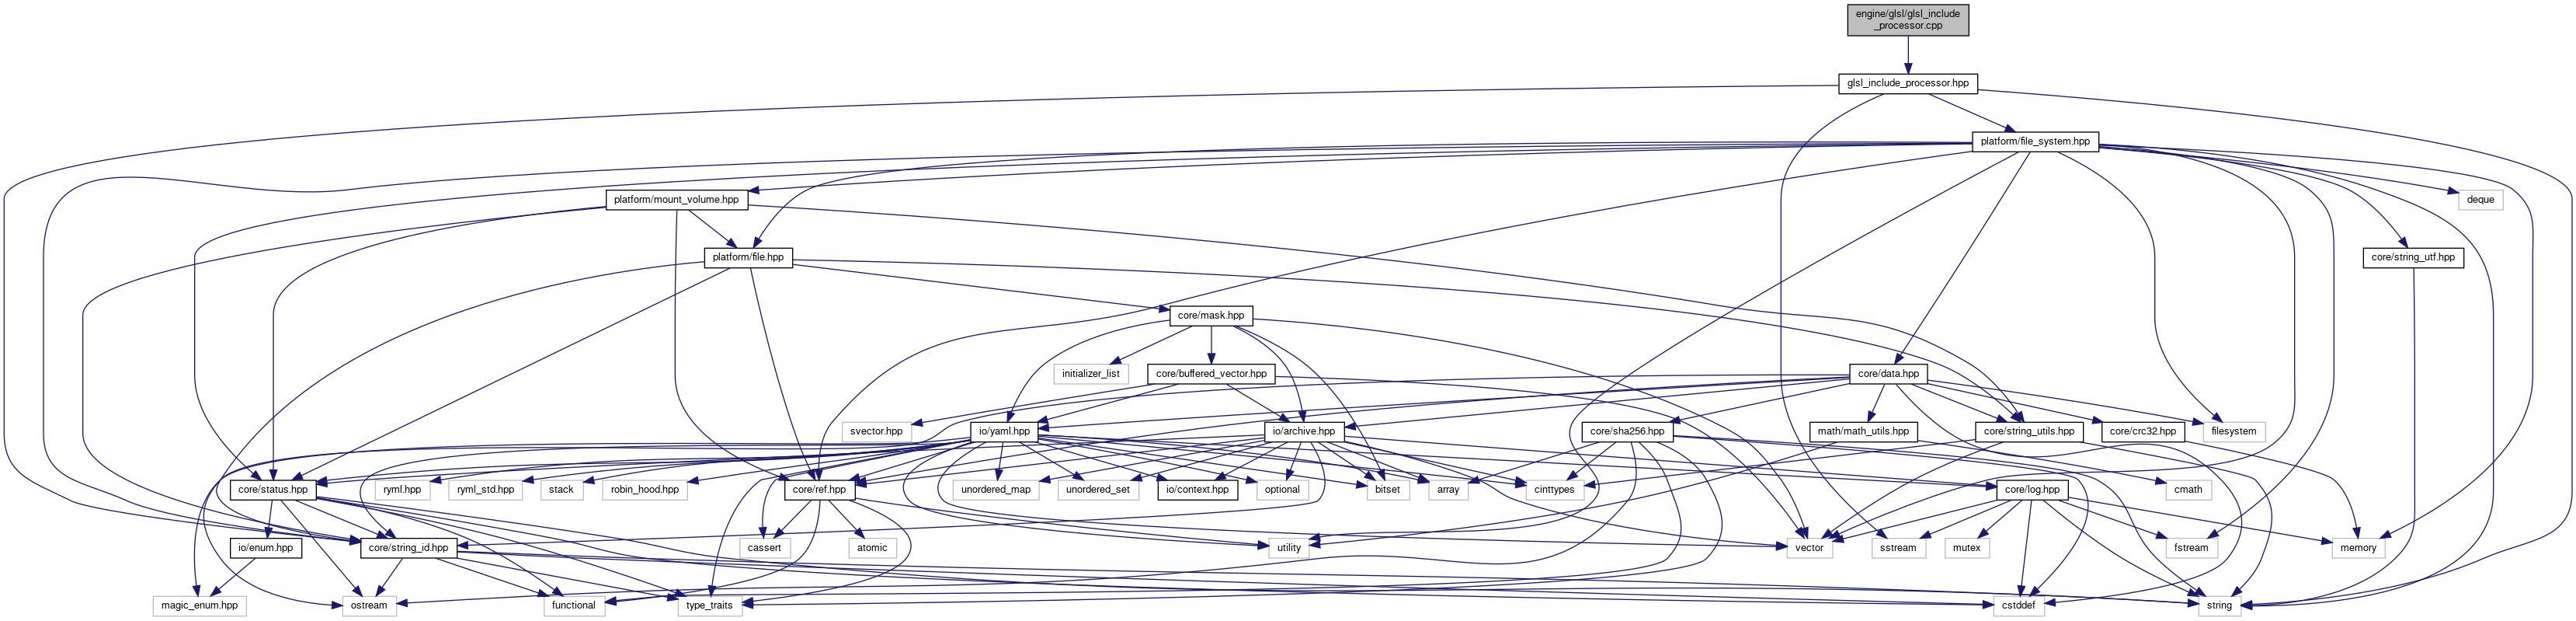 engine/glsl/glsl_include
_processor.cpp
glsl_include_processor.hpp
platform/file_system.hpp
platform/mount_volume.hpp
deque
platform/file.hpp
core/string_utf.hpp
core/mask.hpp
initializer_list
core/buffered_vector.hpp
core/data.hpp
svector.hpp
io/yaml.hpp
io/archive.hpp
core/sha256.hpp
math/math_utils.hpp
core/string_utils.hpp
core/crc32.hpp
filesystem
core/status.hpp
ryml.hpp
ryml_std.hpp
stack
robin_hood.hpp
core/ref.hpp
unordered_map
unordered_set
io/context.hpp
optional
bitset
array
cinttypes
core/log.hpp
cmath
io/enum.hpp
core/string_id.hpp
cassert
atomic
utility
vector
sstream
mutex
fstream
memory
magic_enum.hpp
ostream
functional
type_traits
cstddef
string